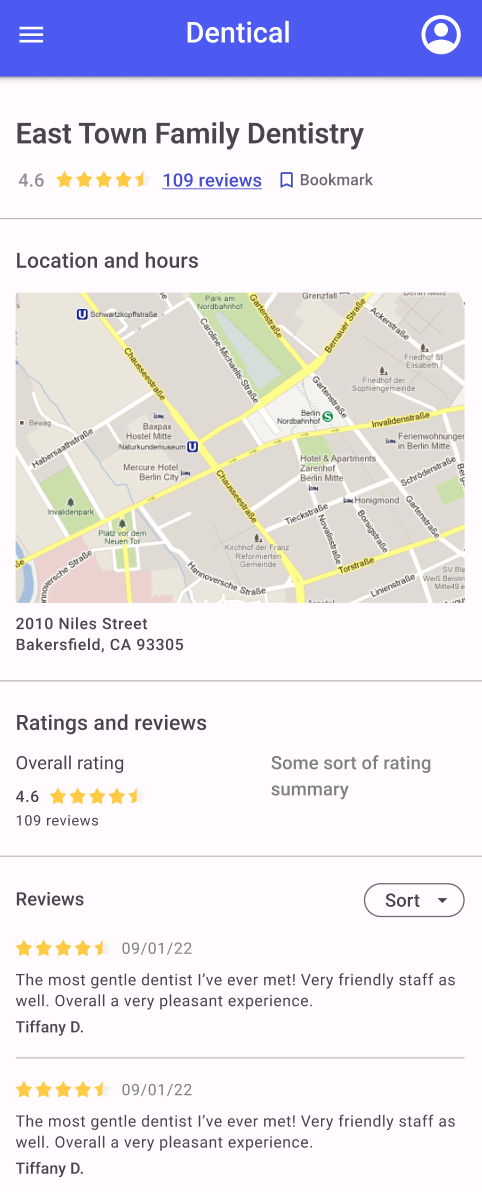 Dentical
East Town Family Dentistry
4.6 109 reviews Bookmark
Location and hours
Park am
Nordbahnhof
Grenzfall
Berlin Mitte
U Schwartzkopffstraße
Gartenstraße
Bernauer Straße
Ackerstraße
Caroline-Michaelis-Straße
Chausseestraße
Friedhof St
Elisabeth I
Friedhof der
Sophiengemeinde
Gartenstraße
Bewag
Baxpax
Hostel Mitte
Naturkundemuseum U
Berlin
Nordbahnhof S
Invalidenstraße
Habersaathstraße
Ferienwohnungen
in Berlin Mitte
Mercure Hotel
Berlin City
Hotel & Apartments
Zarenhof
Berlin Mitte
Schröderstraße
Chausseestraße
Honigmond
Gartenstraße
Invalidenpark
Tieckstraße
Novalisstraße
Borsigstraße
Platz vor dem
Neuen Tor
Kirchhof der Franz
Reformierten
Gemeinde
Hannoversche Straße
Torstraße
Linienstraße
2010 Niles Street
Bakersfield, CA 93305
Ratings and reviews
Overall rating
4.6
109 reviews
Some sort of rating
summary
Reviews
Sort
09/01/22
The most gentle dentist I’ve ever met! Very friendly staff as
well. Overall a very pleasant experience.
Tiffany D.
09/01/22
The most gentle dentist I’ve ever met! Very friendly staff as
well. Overall a very pleasant experience.
Tiffany D.